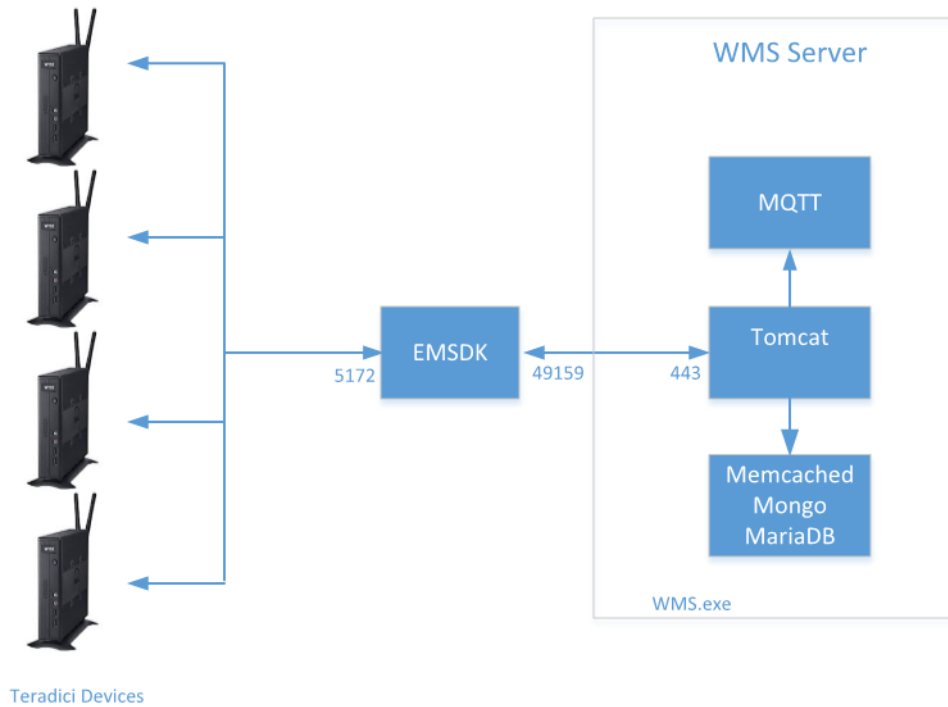 WMS Server
MQTT
Tomcat
EMSDK
5172
49159
443
Memcached
Mongo
MariaDB
WMS.exe
Teradici Devices